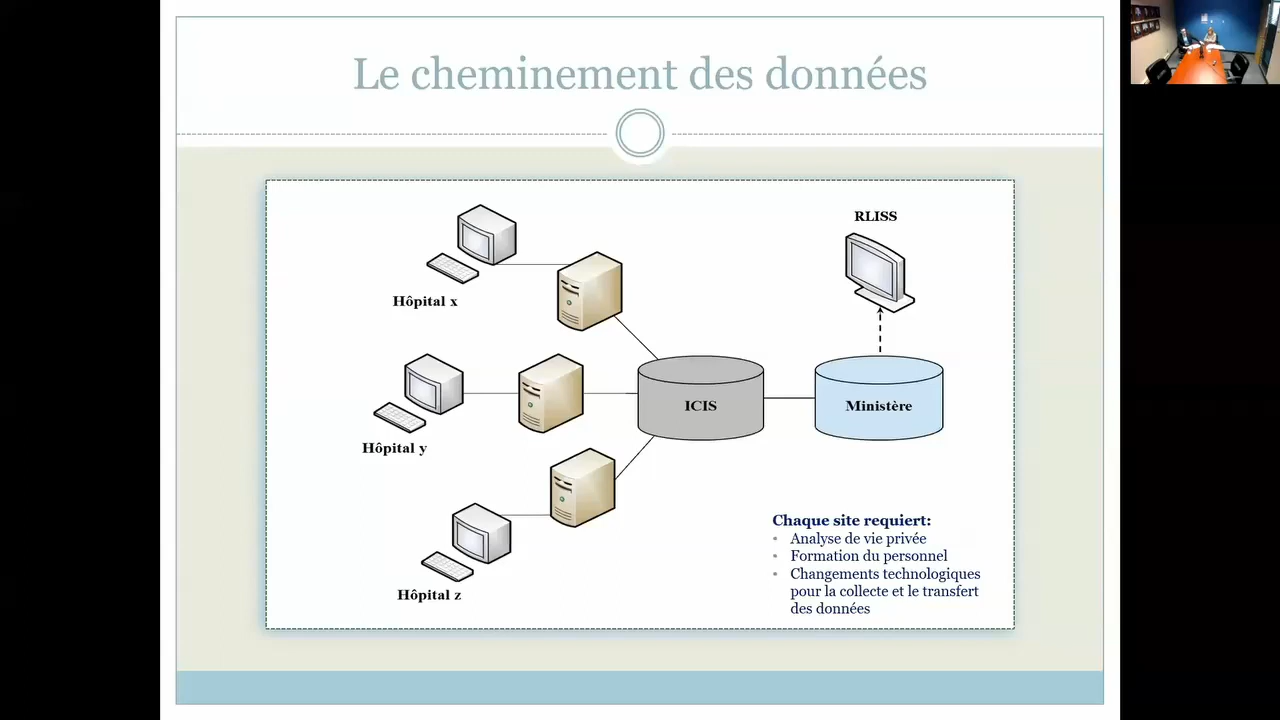 Le cheminement des données
RLISS
Hôpital x
ICIS
Ministère
Hôpital y
Chaque site requiert:
• Analyse de vie privée
• Formation du personnel
• Changements technologiques
pour la collecte et le transfert
des données
Hôpital z